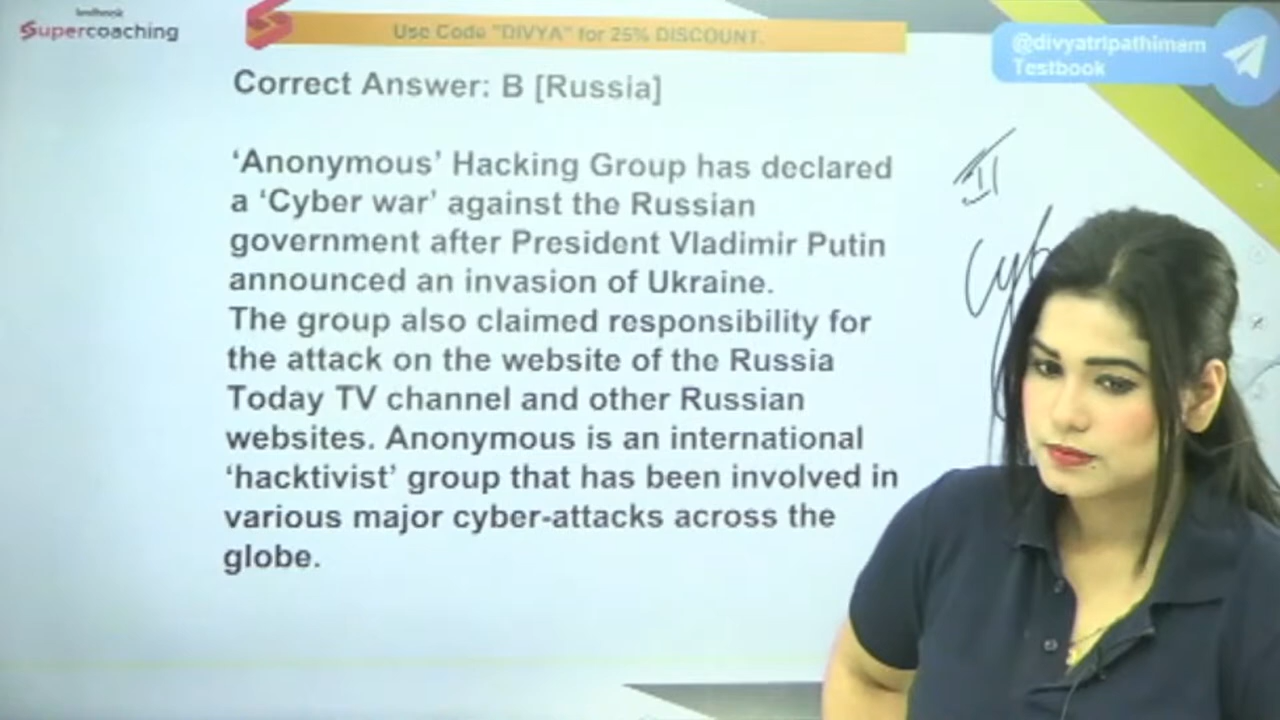 testbook
Supercoaching
Use Code "DIVYA" for 25% DISCOUNT.
@divyatripathimam
Testbook
Correct Answer: B [Russia]
‘Anonymous’ Hacking Group has declared
a ‘Cyber war’ against the Russian
government after President Vladimir Putin
announced an invasion of Ukraine.
The group also claimed responsibility for
the attack on the website of the Russia
Today TV channel and other Russian
websites. Anonymous is an international
‘hacktivist’ group that has been involved in
various major cyber-attacks across the
globe.
II